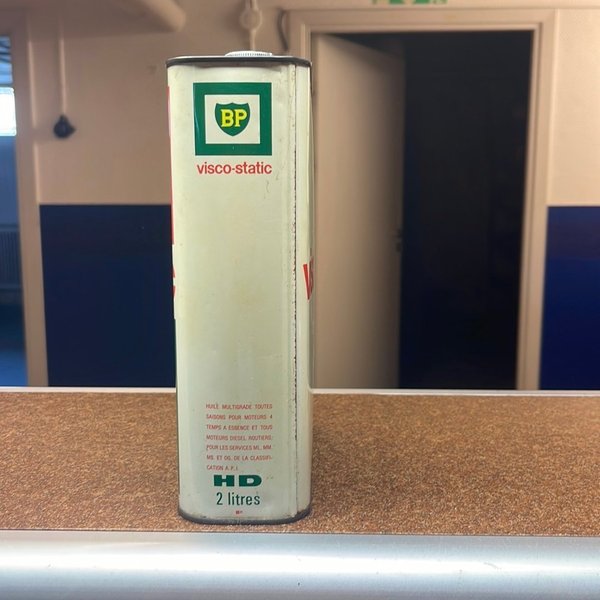 BP
visco-static
HUILE MULTIGRADE TOUTES
SAISONS POUR MOTEURS 4
TEMPS A ESSENCE ET TOUS
MOTEURS DIESEL ROUTIERS.
POUR LES SERVICES ML. MM.
MS. ET DG. DE LA CLASSIFI-
CATION A.P.I.
HD
2 litres